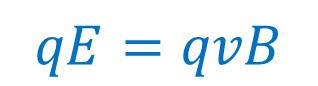 qE = qvB